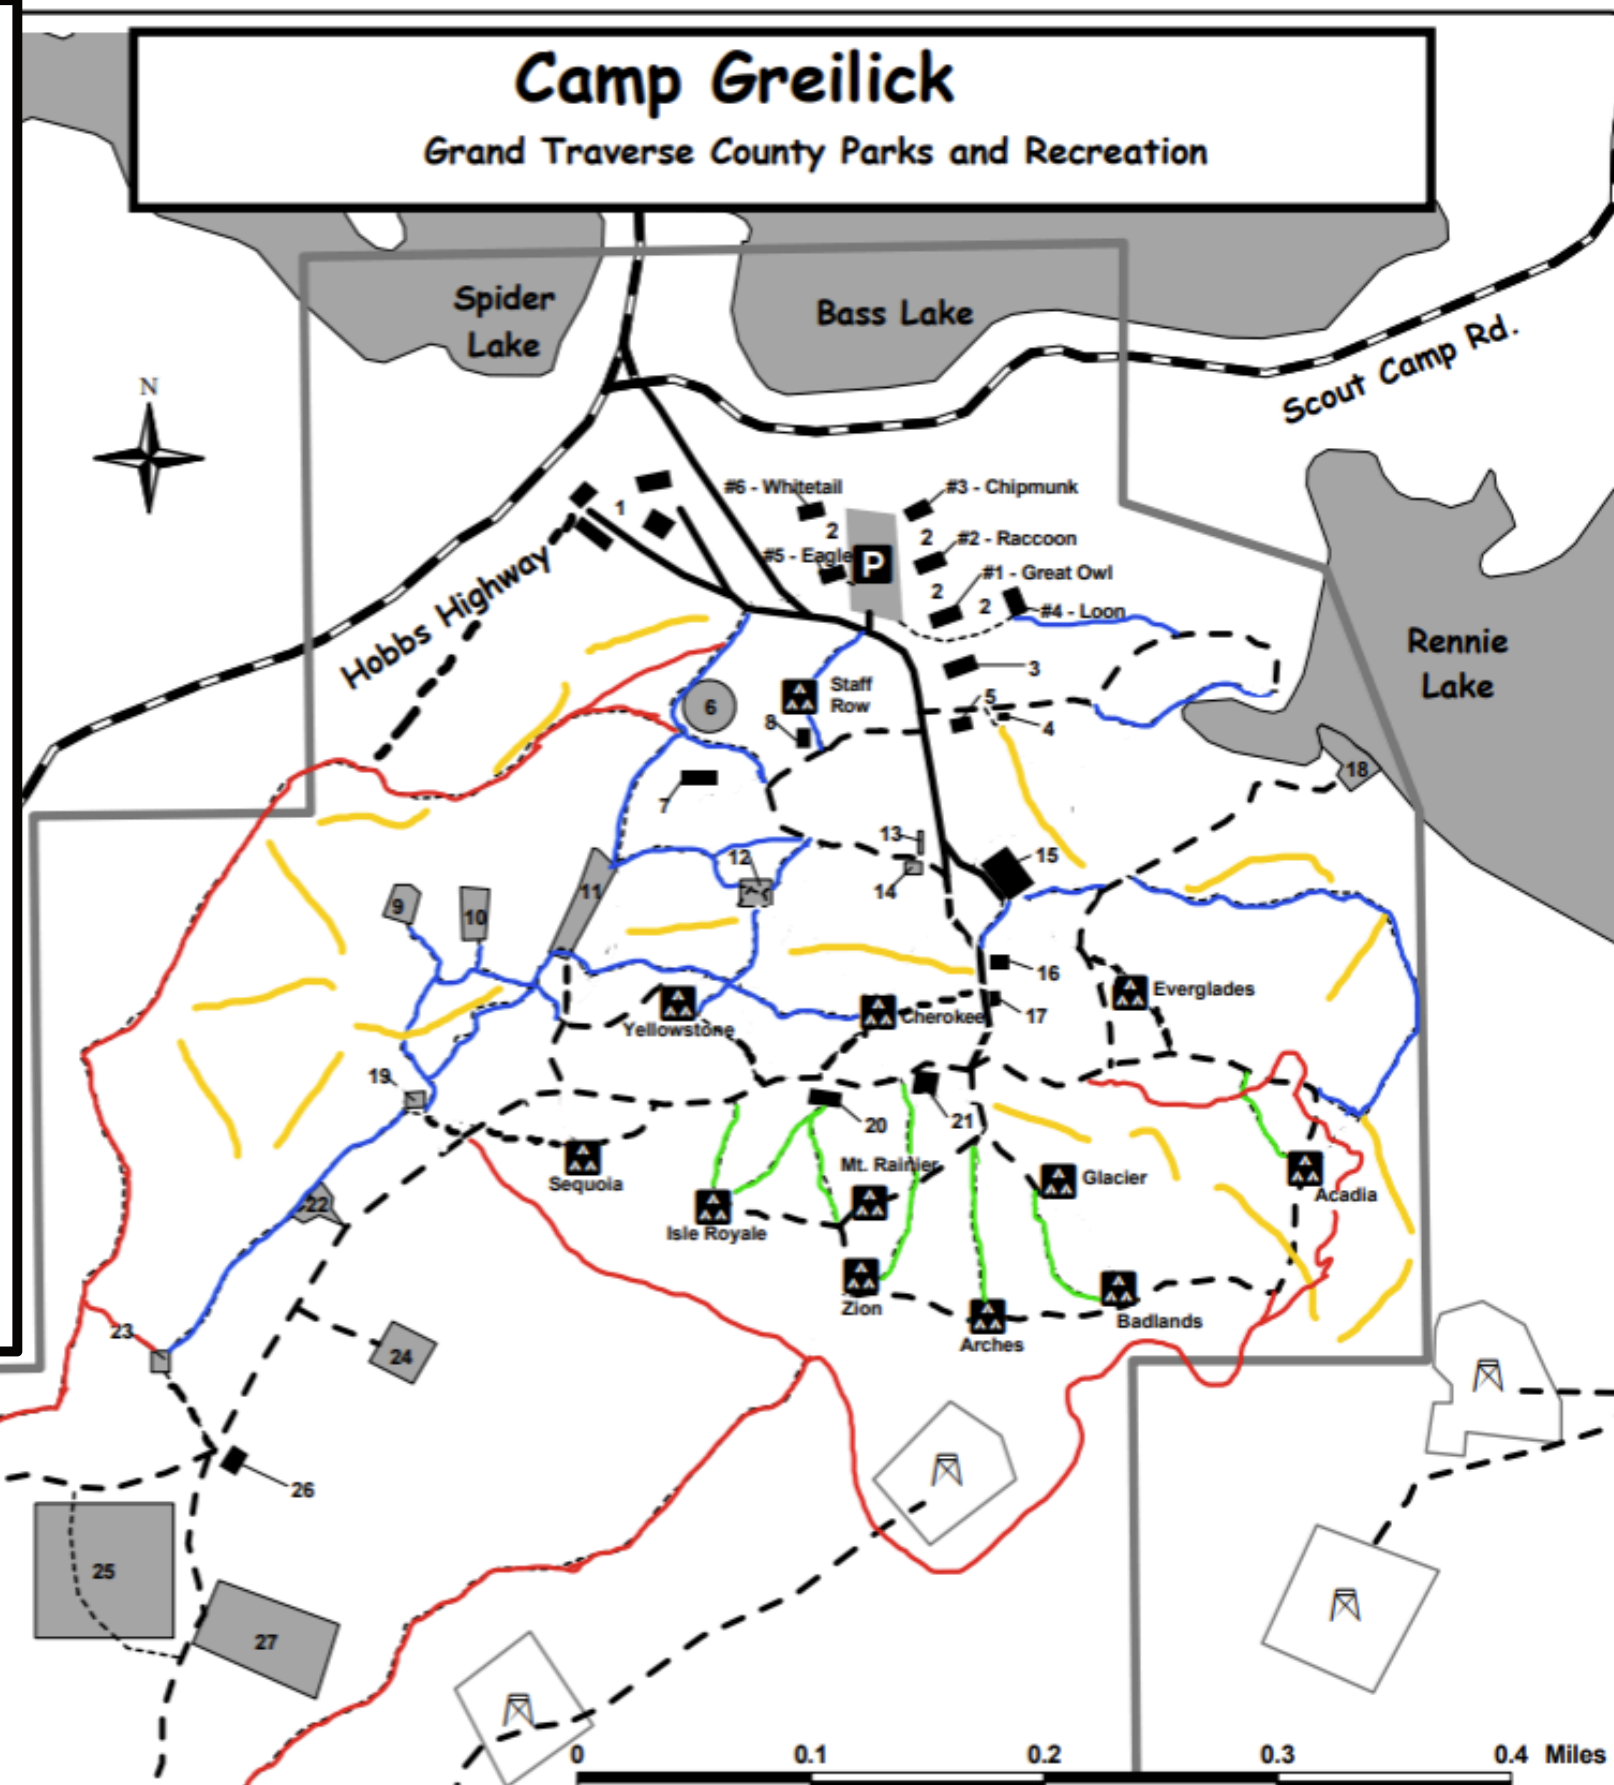 Camp Greilick
Grand Traverse County Parks and Recreation
Spider
Lake
Bass Lake
Scout Camp Rd.
N
#6 - Whitetail
#3 - Chipmunk
1
2
2
#2 - Raccoon
#5 - Eagle
P
#1 - Great Owl
2
2
#4 - Loon
Hobbs Highway
Rennie
Lake
3
Staff
Row
5
6
8
4
7
18
13
15
12
14
11
9
10
16
Everglades
17
Yellowstone
Cherokee
19
20
21
Mt. Rainier
Sequoia
Glacier
Acadia
22
Isle Royale
Zion
Badlands
Arches
23
24
26
25
27
0
0.1
0.2
0.3
0.4 Miles